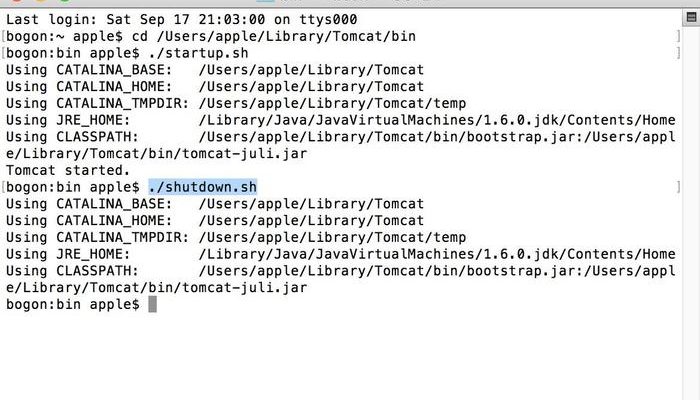 Last login: Sat Sep 17 21:03:00 on ttys000
[bogon:~ apple$ cd /Users/apple/Library/Tomcat/bin ]
[bogon:bin apple$ ./startup.sh ]
Using CATALINA_BASE:   /Users/apple/Library/Tomcat
Using CATALINA_HOME:   /Users/apple/Library/Tomcat
Using CATALINA_TMPDIR: /Users/apple/Library/Tomcat/temp
Using JRE_HOME:        /Library/Java/JavaVirtualMachines/1.6.0.jdk/Contents/Home
Using CLASSPATH:       /Users/apple/Library/Tomcat/bin/bootstrap.jar:/Users/appl
e/Library/Tomcat/bin/tomcat-juli.jar
Tomcat started.
[bogon:bin apple$ ./shutdown.sh ]
Using CATALINA_BASE:   /Users/apple/Library/Tomcat
Using CATALINA_HOME:   /Users/apple/Library/Tomcat
Using CATALINA_TMPDIR: /Users/apple/Library/Tomcat/temp
Using JRE_HOME:        /Library/Java/JavaVirtualMachines/1.6.0.jdk/Contents/Home
Using CLASSPATH:       /Users/apple/Library/Tomcat/bin/bootstrap.jar:/Users/appl
e/Library/Tomcat/bin/tomcat-juli.jar
bogon:bin apple$